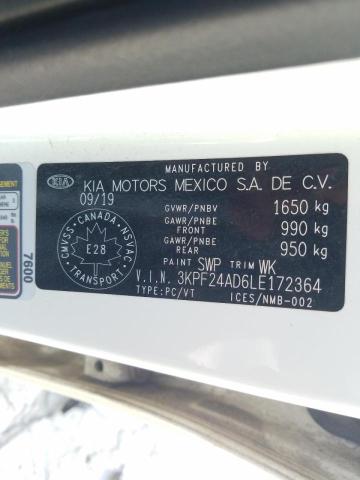 MANUFACTURED BY
KIA KIA MOTORS MEXICO S.A. DE C.V.
09/19
GVWR/PNBV 1650 kg
GAWR/PNBE FRONT 990 kg
GAWR/PNBE REAR 950 kg
PAINT SWP TRIM WK
V.I.N. 3KPF24AD6LE172364
TYPE:PC/VT ICES/NMB-002
CMVSS - CANADA - NSVAC
E28
TRANSPORT
7600